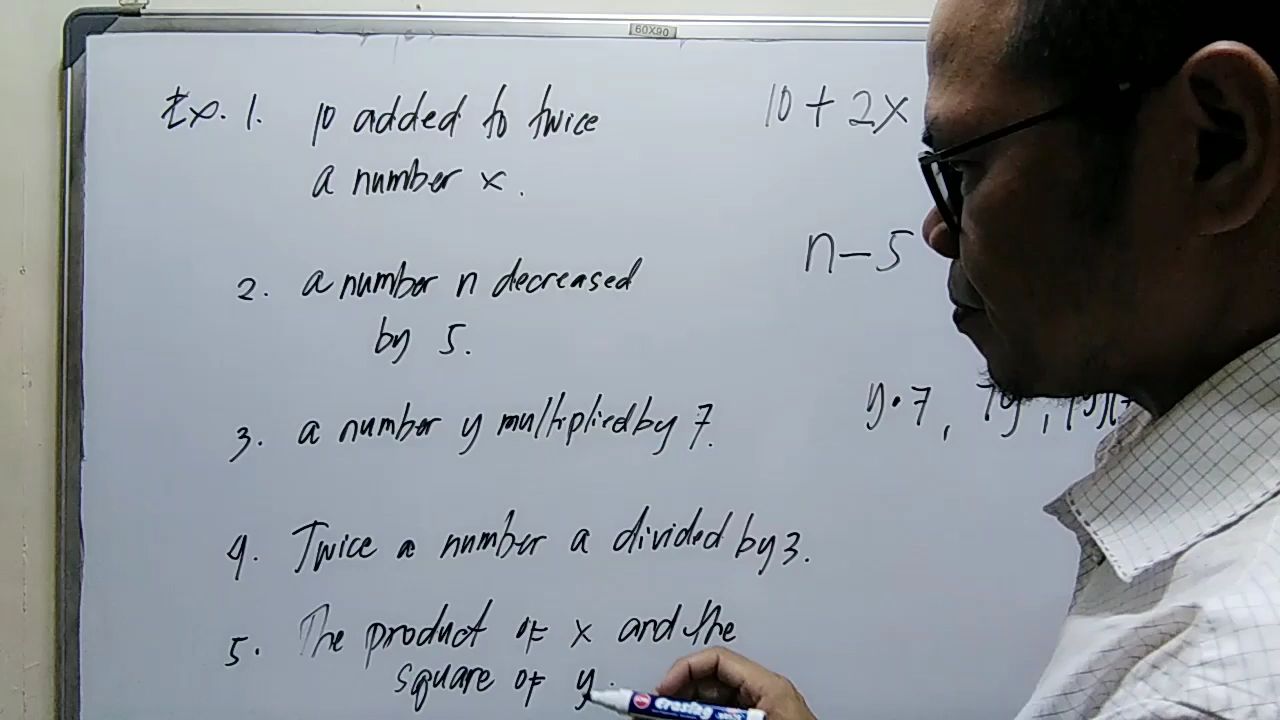 60X90
Ex. 1. 10 added to twice
a number x.
10 + 2x
2. a number n decreased
by 5.
n - 5
3. a number y multiplied by 7.
y • 7, 7y,
4. Twice a number a divided by 3.
5. The product of x and the
square of y.